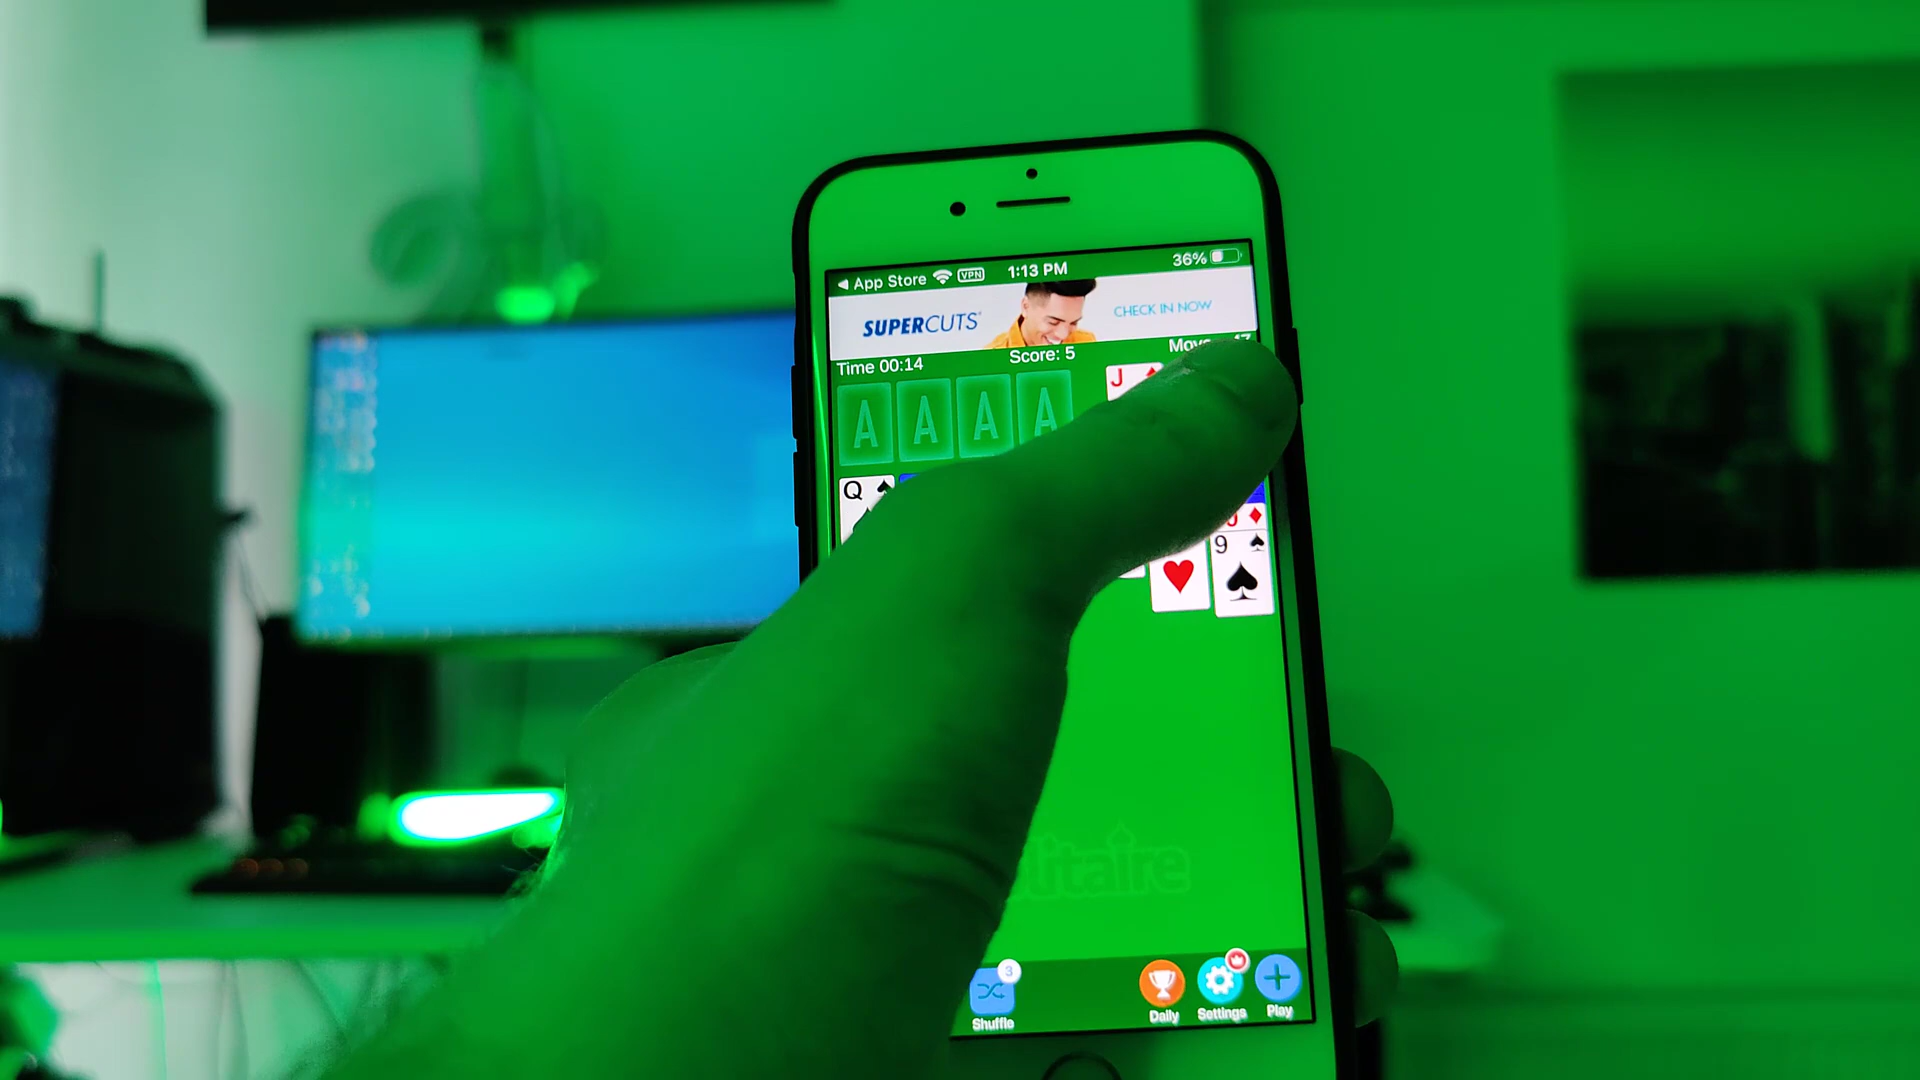 ◀ App Store VPN 1:13 PM 36%
SUPERCUTS CHECK IN NOW
Time 00:14 Score: 5
A A A A J
Q
9
3
Shuffle Daily Settings Play